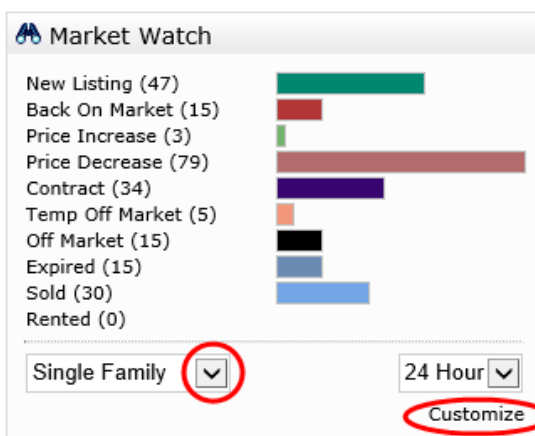 Market Watch
New Listing (47)
Back On Market (15)
Price Increase (3)
Price Decrease (79)
Contract (34)
Temp Off Market (5)
Off Market (15)
Expired (15)
Sold (30)
Rented (0)
Single Family 24 Hour
Customize